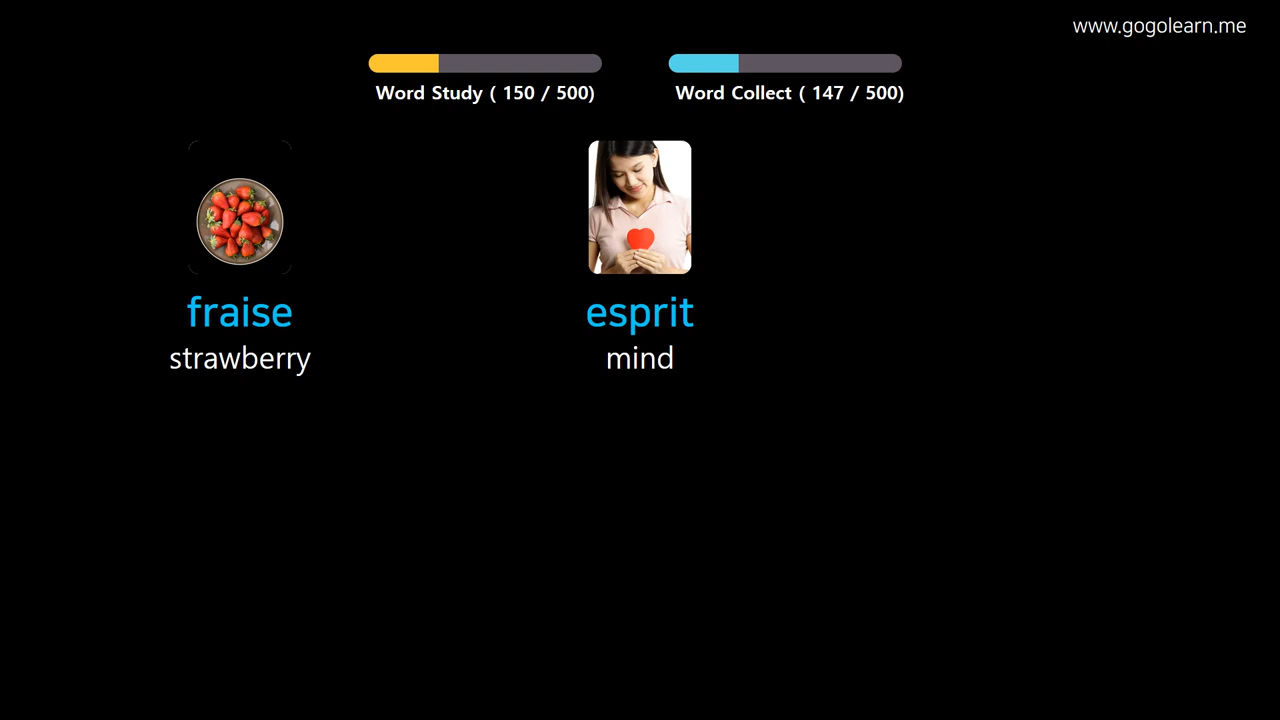 www.gogolearn.me
Word Study ( 150 / 500)
Word Collect ( 147 / 500)
fraise
strawberry
esprit
mind